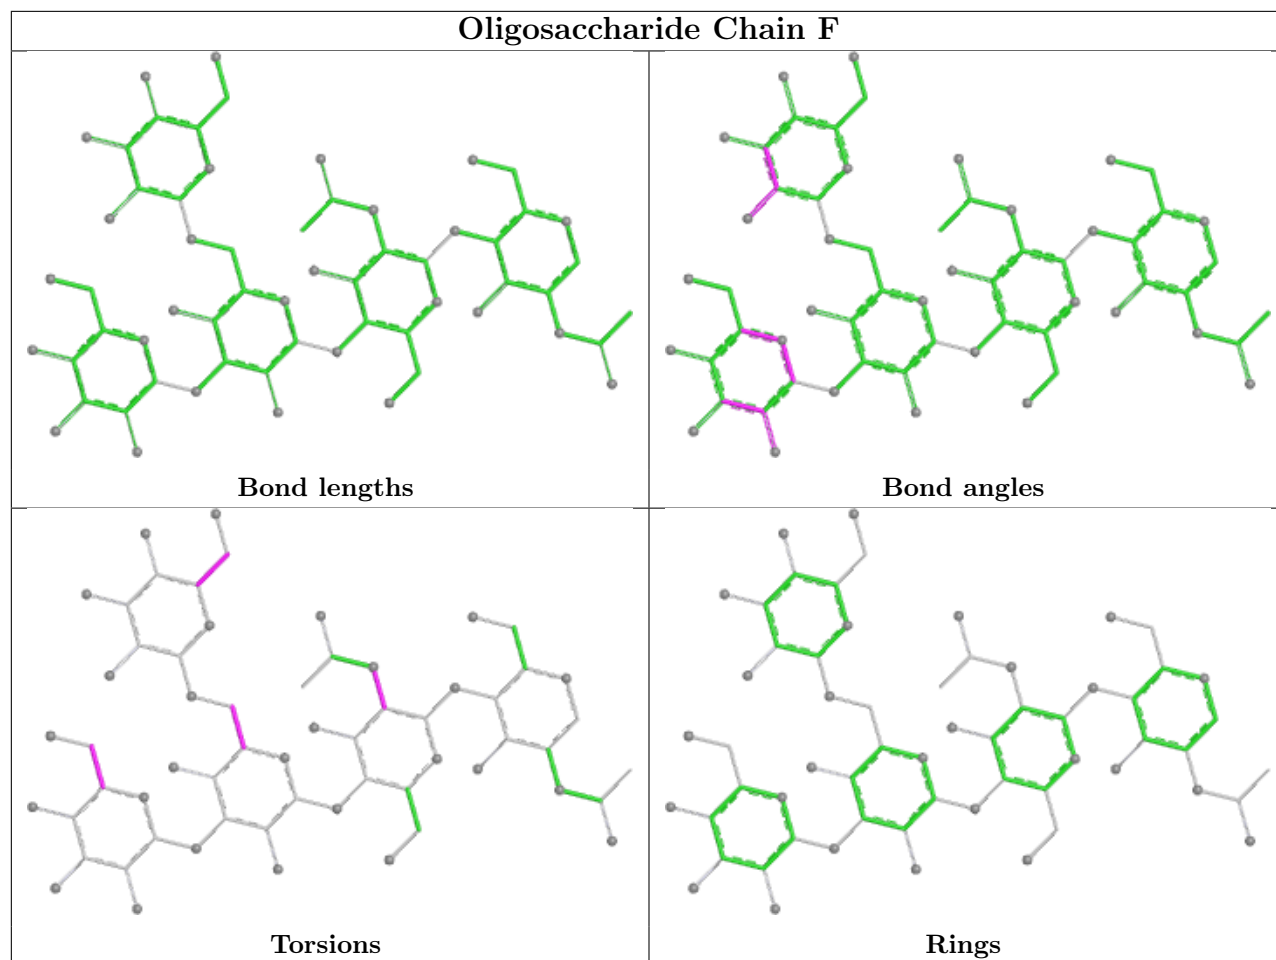 Oligosaccharide Chain F
Bond lengths
Bond angles
Torsions
Rings